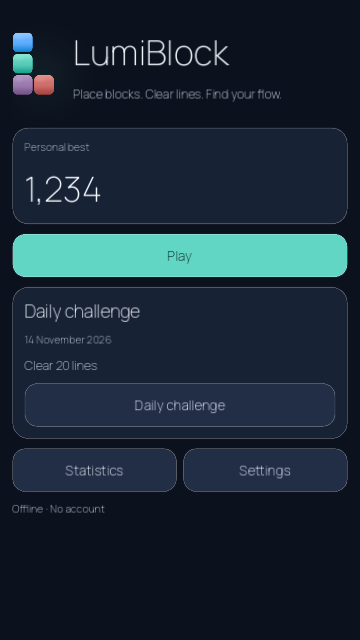 LumiBlock
Place blocks. Clear lines. Find your flow.
Personal best
1,234
Play
Daily challenge
14 November 2026
Clear 20 lines
Daily challenge
Statistics
Settings
Offline · No account